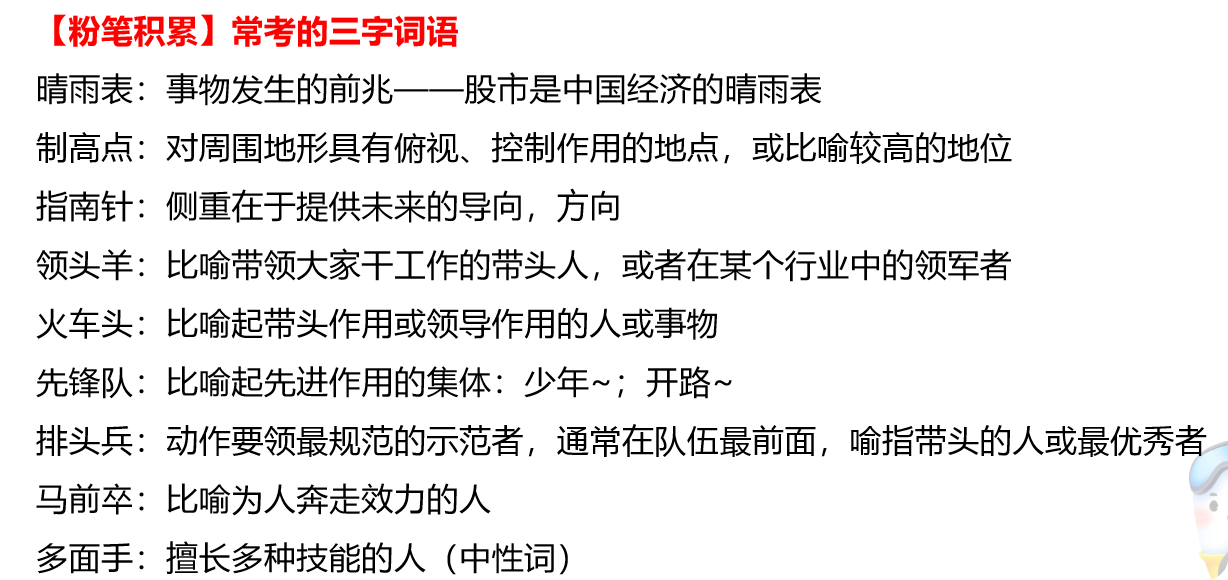 【粉笔积累】常考的三字词语
晴雨表：事物发生的前兆——股市是中国经济的晴雨表
制高点：对周围地形具有俯视、控制作用的地点，或比喻较高的地位
指南针：侧重在于提供未来的导向，方向
领头羊：比喻带领大家干工作的带头人，或者在某个行业中的领军者
火车头：比喻起带头作用或领导作用的人或事物
先锋队：比喻起先进作用的集体：少年~；开路~
排头兵：动作要领最规范的示范者，通常在队伍最前面，喻指带头的人或最优秀者
马前卒：比喻为人奔走效力的人
多面手：擅长多种技能的人（中性词）